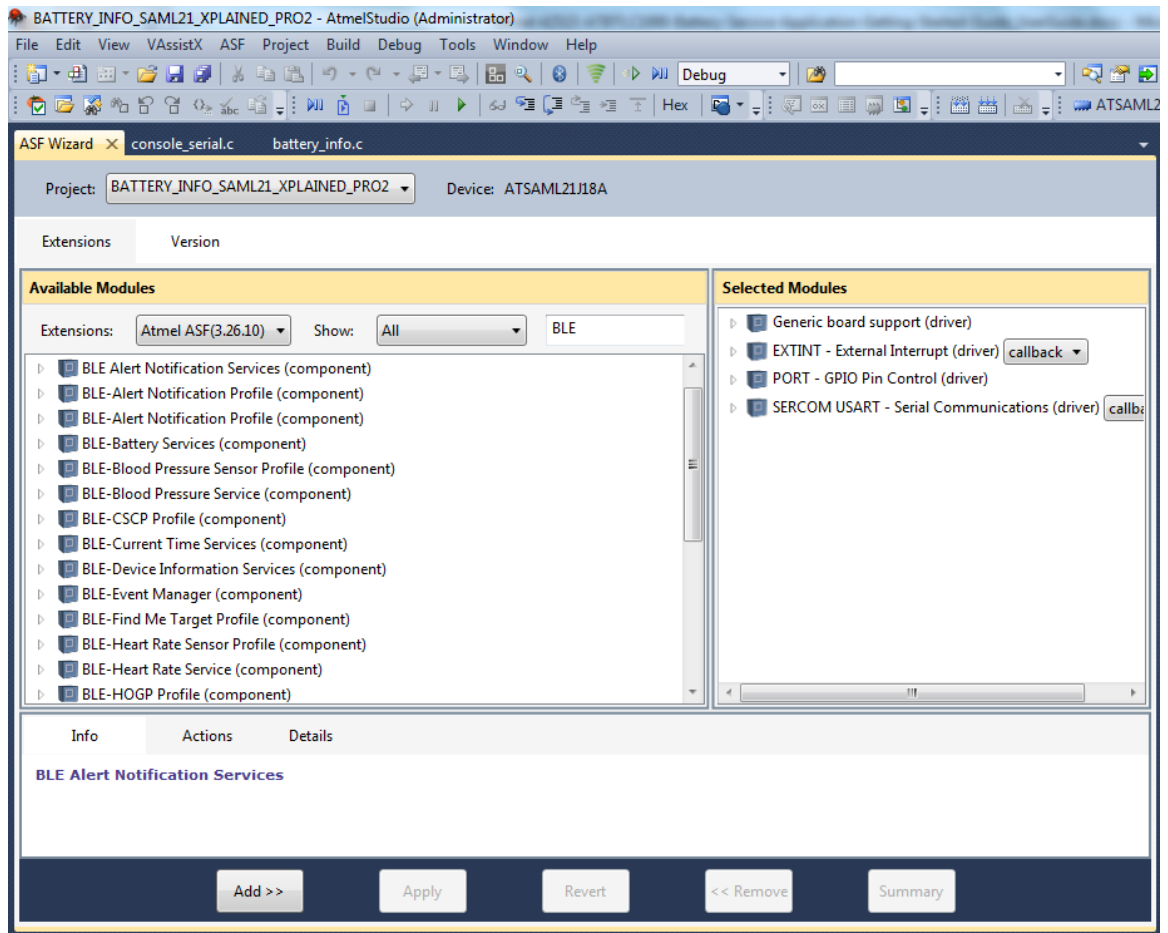 BATTERY_INFO_SAML21_XPLAINED_PRO2 - AtmelStudio (Administrator)
File Edit View VAssistX ASF Project Build Debug Tools Window Help
Debug
Hex ATSAML2
ASF Wizard console_serial.c battery_info.c
Project: BATTERY_INFO_SAML21_XPLAINED_PRO2 Device: ATSAML21J18A
Extensions Version
Available Modules
Extensions: Atmel ASF(3.26.10) Show: All BLE
BLE Alert Notification Services (component)
BLE-Alert Notification Profile (component)
BLE-Alert Notification Profile (component)
BLE-Battery Services (component)
BLE-Blood Pressure Sensor Profile (component)
BLE-Blood Pressure Service (component)
BLE-CSCP Profile (component)
BLE-Current Time Services (component)
BLE-Device Information Services (component)
BLE-Event Manager (component)
BLE-Find Me Target Profile (component)
BLE-Heart Rate Sensor Profile (component)
BLE-Heart Rate Service (component)
BLE-HOGP Profile (component)
Selected Modules
Generic board support (driver)
EXTINT - External Interrupt (driver) callback
PORT - GPIO Pin Control (driver)
SERCOM USART - Serial Communications (driver) callba
Info Actions Details
BLE Alert Notification Services
Add >> Apply Revert << Remove Summary